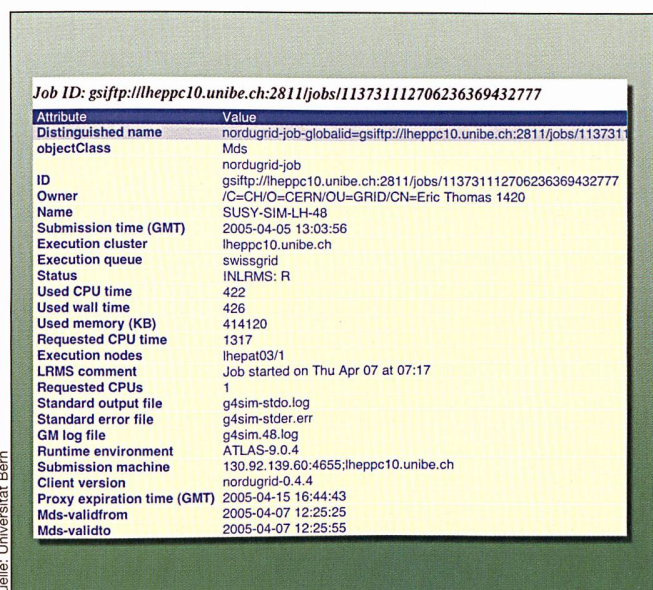 Job ID: gsiftp://lheppc10.unibe.ch:2811/jobs/1137311127062363694​32777
Attribute Value
Distinguished name nordugrid-job-globalid=gsiftp://lheppc10.unibe.ch:2811/jobs/1137311
objectClass Mds
nordugrid-job
ID gsiftp://lheppc10.unibe.ch:2811/jobs/113731112706236369432777
Owner /C=CH/O=CERN/OU=GRID/CN=Eric Thomas 1420
Name SUSY-SIM-LH-48
Submission time (GMT) 2005-04-05 13:03:56
Execution cluster lheppc10.unibe.ch
Execution queue swissgrid
Status INLRMS: R
Used CPU time 422
Used wall time 426
Used memory (KB) 414120
Requested CPU time 1317
Execution nodes lhepat03/1
LRMS comment Job started on Thu Apr 07 at 07:17
Requested CPUs 1
Standard output file g4sim-stdo.log
Standard error file g4sim-stder.err
GM log file g4sim.48.log
Runtime environment ATLAS-9.0.4
Submission machine 130.92.139.60:4655;lheppc10.unibe.ch
Client version nordugrid-0.4.4
Proxy expiration time (GMT) 2005-04-15 16:44:43
Mds-validfrom 2005-04-07 12:25:25
Mds-validto 2005-04-07 12:25:55
Universität Bern